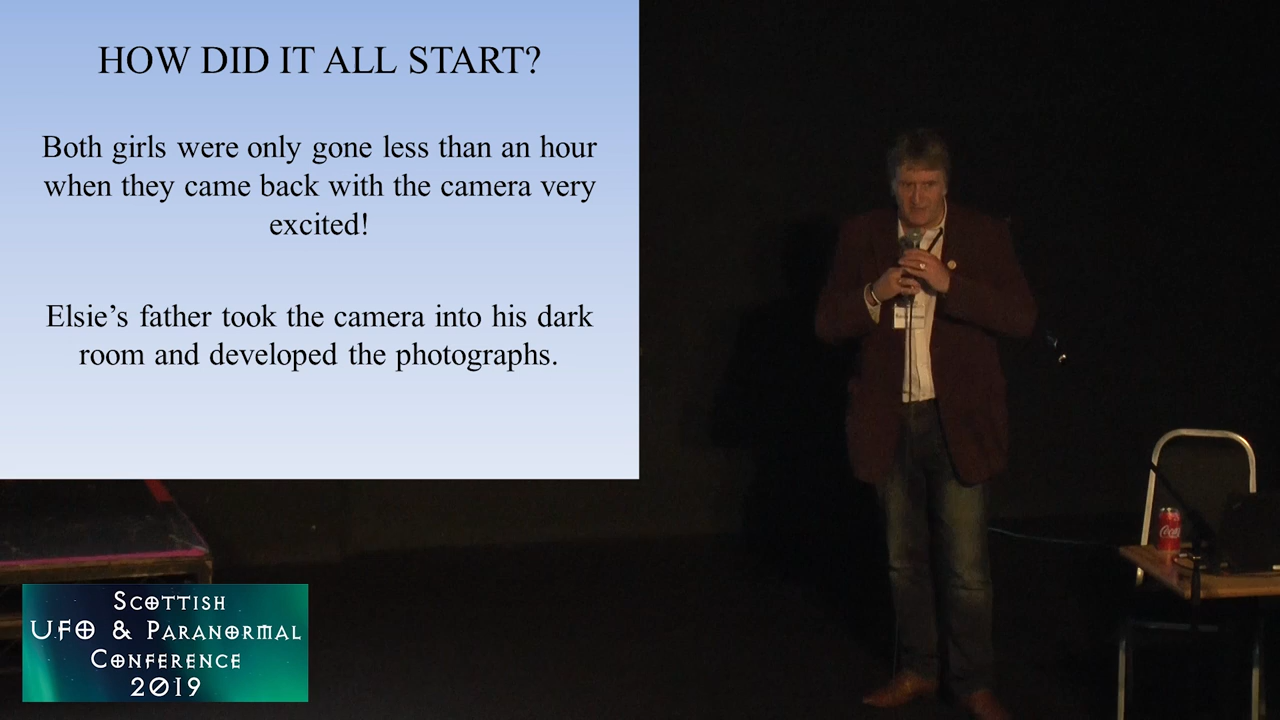 HOW DID IT ALL START?
Both girls were only gone less than an hour
when they came back with the camera very
excited!
Elsie's father took the camera into his dark
room and developed the photographs.
SCOTTISH
UFO & PARANORMAL
CONFERENCE
2019